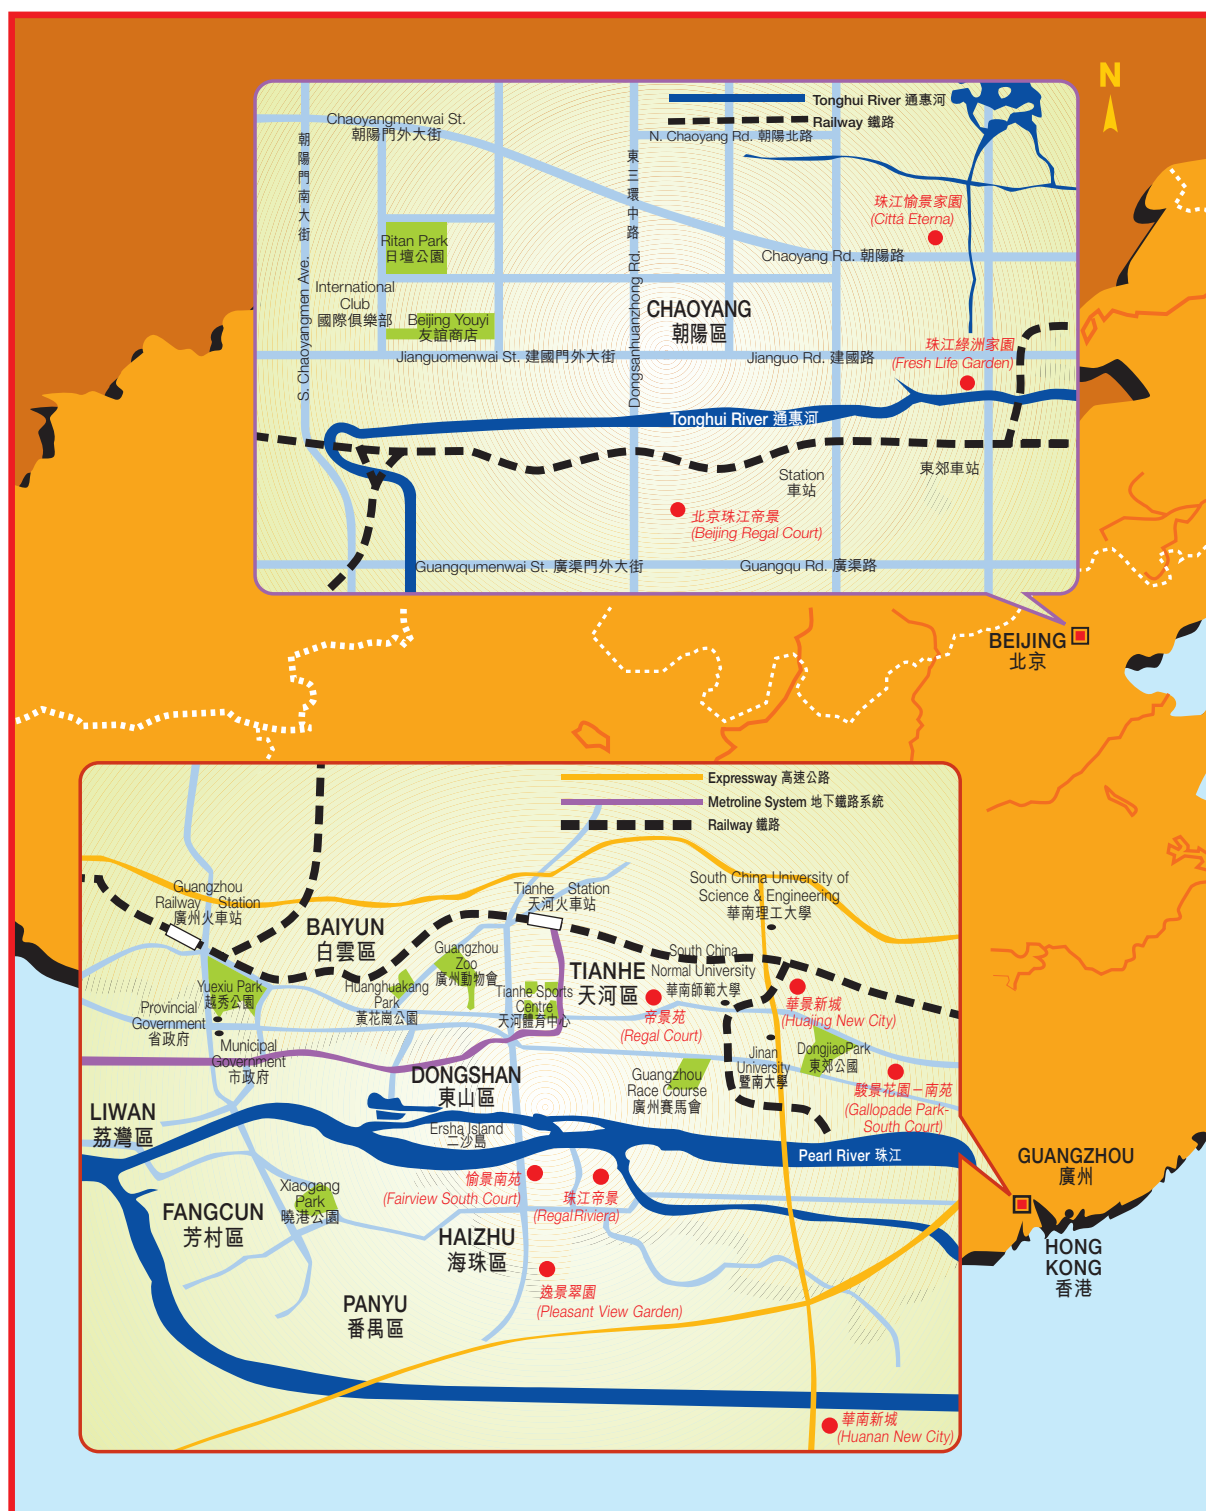 N
Tonghui River 通惠河
Railway 鐵路
Chaoyangmenwai St.
朝陽門外大街
N. Chaoyang Rd. 朝陽北路
朝陽門南大街
S. Chaoyangmen Ave.
東三環中路
Dongsanhuanzhong Rd.
珠江愉景家園
(Cittá Eterna)
Ritan Park
日壇公園
Chaoyang Rd. 朝陽路
International
Club
國際俱樂部
Beijing Youyi
友誼商店
CHAOYANG
朝陽區
Jianguomenwai St. 建國門外大街
Jianguo Rd. 建國路
珠江綠洲家園
(Fresh Life Garden)
Tonghui River 通惠河
Station
車站
東郊車站
北京珠江帝景
(Beijing Regal Court)
Guangqumenwai St. 廣渠門外大街
Guangqu Rd. 廣渠路
BEIJING
北京
Expressway 高速公路
Metroline System 地下鐵路系統
Railway 鐵路
Guangzhou
Railway Station
廣州火車站
BAIYUN
白雲區
Tianhe Station
天河火車站
South China University of
Science & Engineering
華南理工大學
Guangzhou
Zoo
廣州動物會
TIANHE
天河區
South China
Normal University
華南師範大學
Yuexiu Park
越秀公園
Huanghuakang
Park
黃花崗公園
Tianhe Sports
Centre
天河體育中心
帝景苑
(Regal Court)
華景新城
(Huajing New City)
Provincial
Government
省政府
Municipal
Government
市政府
Jinan
University
暨南大學
DongjiaoPark
東郊公國
DONGSHAN
東山區
Guangzhou
Race Course
廣州賽馬會
駿景花園－南苑
(Gallopade Park-
South Court)
LIWAN
荔灣區
Ersha Island
二沙島
Pearl River 珠江
愉景南苑
(Fairview South Court)
珠江帝景
(RegalRiviera)
Xiaogang
Park
曉港公園
FANGCUN
芳村區
HAIZHU
海珠區
逸景翠園
(Pleasant View Garden)
PANYU
番禺區
華南新城
(Huanan New City)
GUANGZHOU
廣州
HONG
KONG
香港